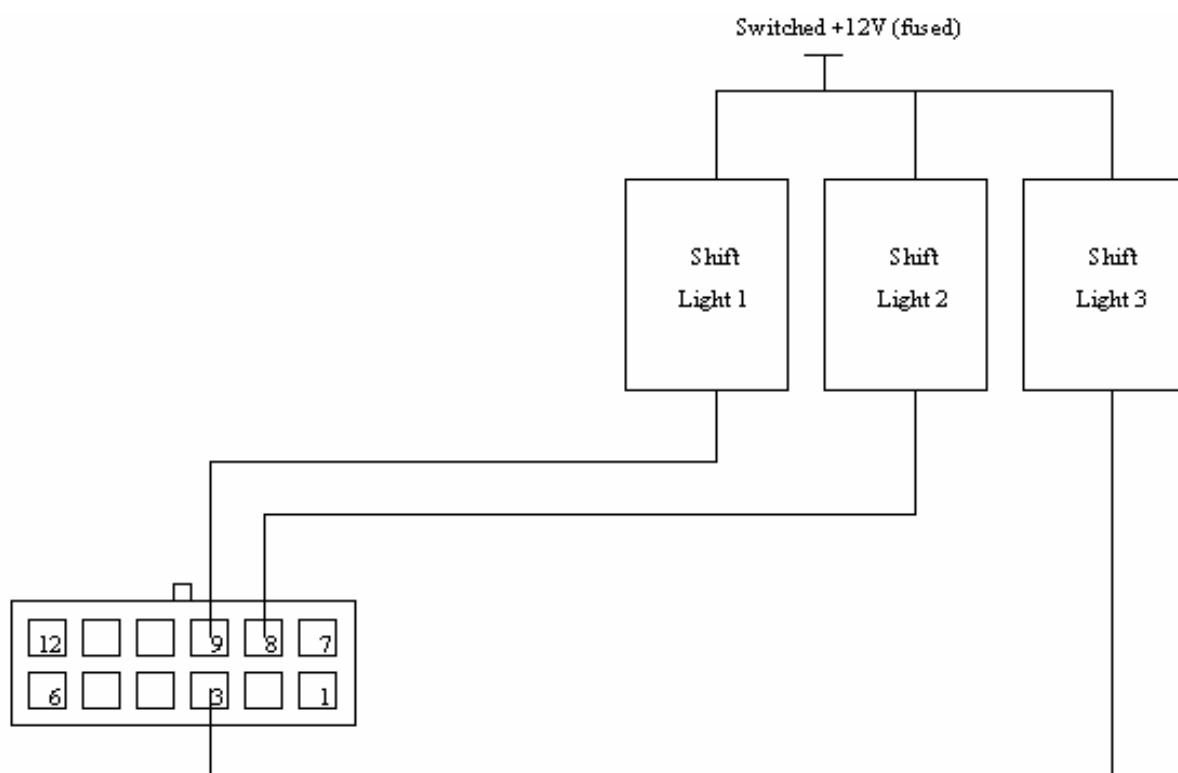 Switched +12V (fused)
Shift
Light 1
Shift
Light 2
Shift
Light 3
12 9 8 7
6 3 1